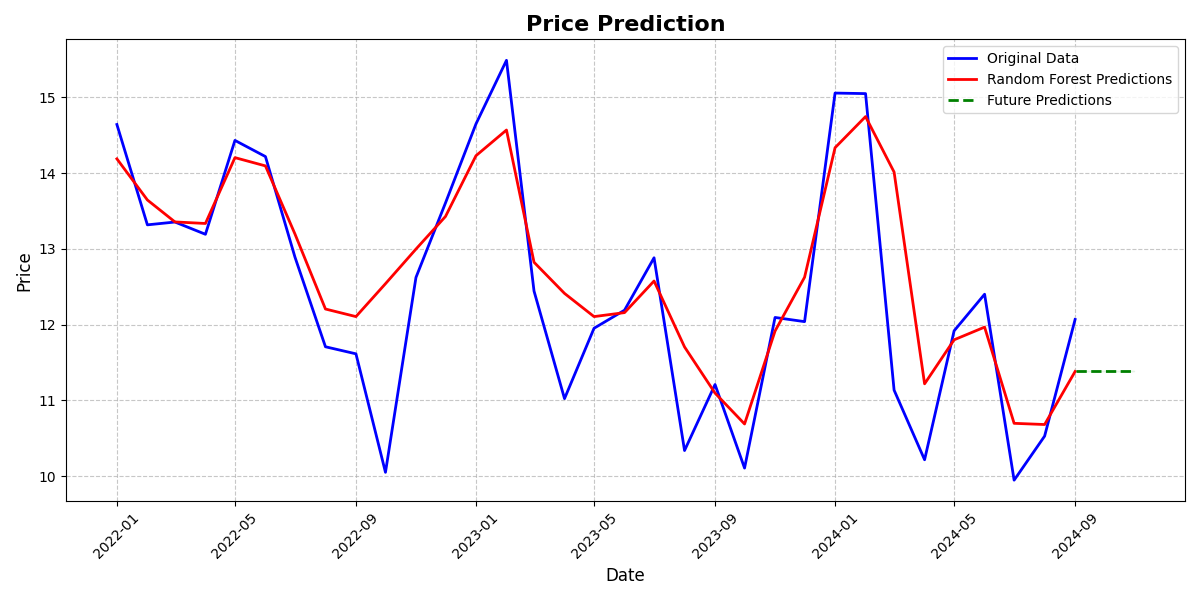 Price Prediction
Original Data
Random Forest Predictions
Future Predictions
Price
15
14
13
12
11
10
2022-01
2022-05
2022-09
2023-01
2023-05
2023-09
2024-01
2024-05
2024-09
Date